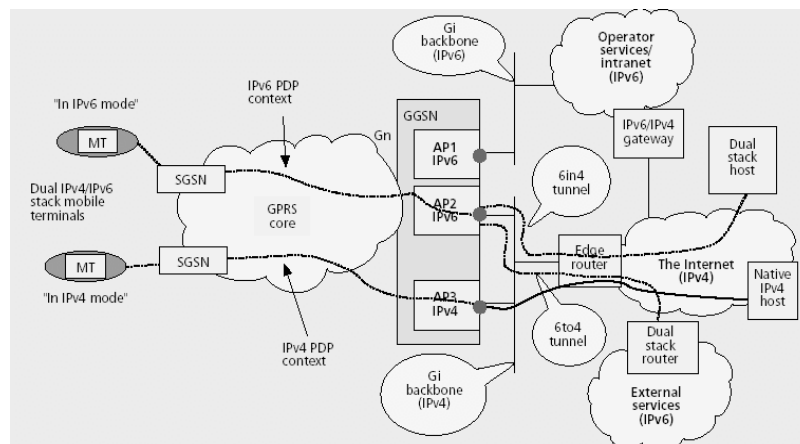 Gi
backbone
(IPv6)
Operator
services/
intranet
(IPv6)
IPv6 PDP
context
"In IPv6 mode"
MT
Gn
GGSN
AP1
IPv6
IPv6/IPv4
gateway
Dual
stack
host
SGSN
Dual IPv4/IPv6
stack mobile
terminals
GPRS
core
AP2
IPv6
6in4
tunnel
MT
SGSN
"In IPv4 mode"
Edge
router
The Internet
(IPv4)
Native
IPv4
host
AP3
IPv4
6to4
tunnel
Dual
stack
router
IPv4 PDP
context
Gi
backbone
(IPv4)
External
services
(IPv6)